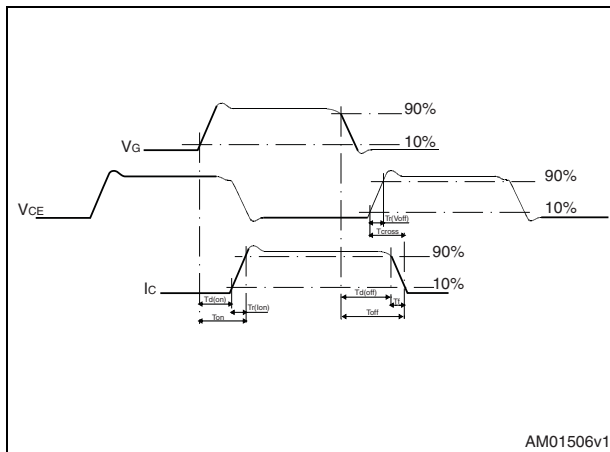 90%
VG
10%
90%
VCE
10%
Tr(Voff)
Tcross
90%
IC
10%
Td(on)
Td(off)
Tf
Tr(Ion)
Ton
Toff
AM01506v1